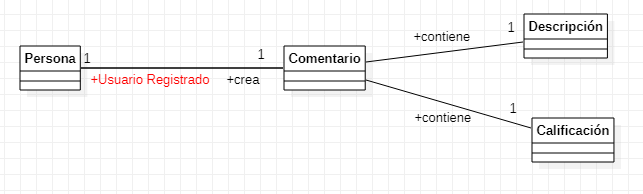 Persona
1
+Usuario Registrado
1
+crea
Comentario
+contiene
1
Descripción
+contiene
1
Calificación